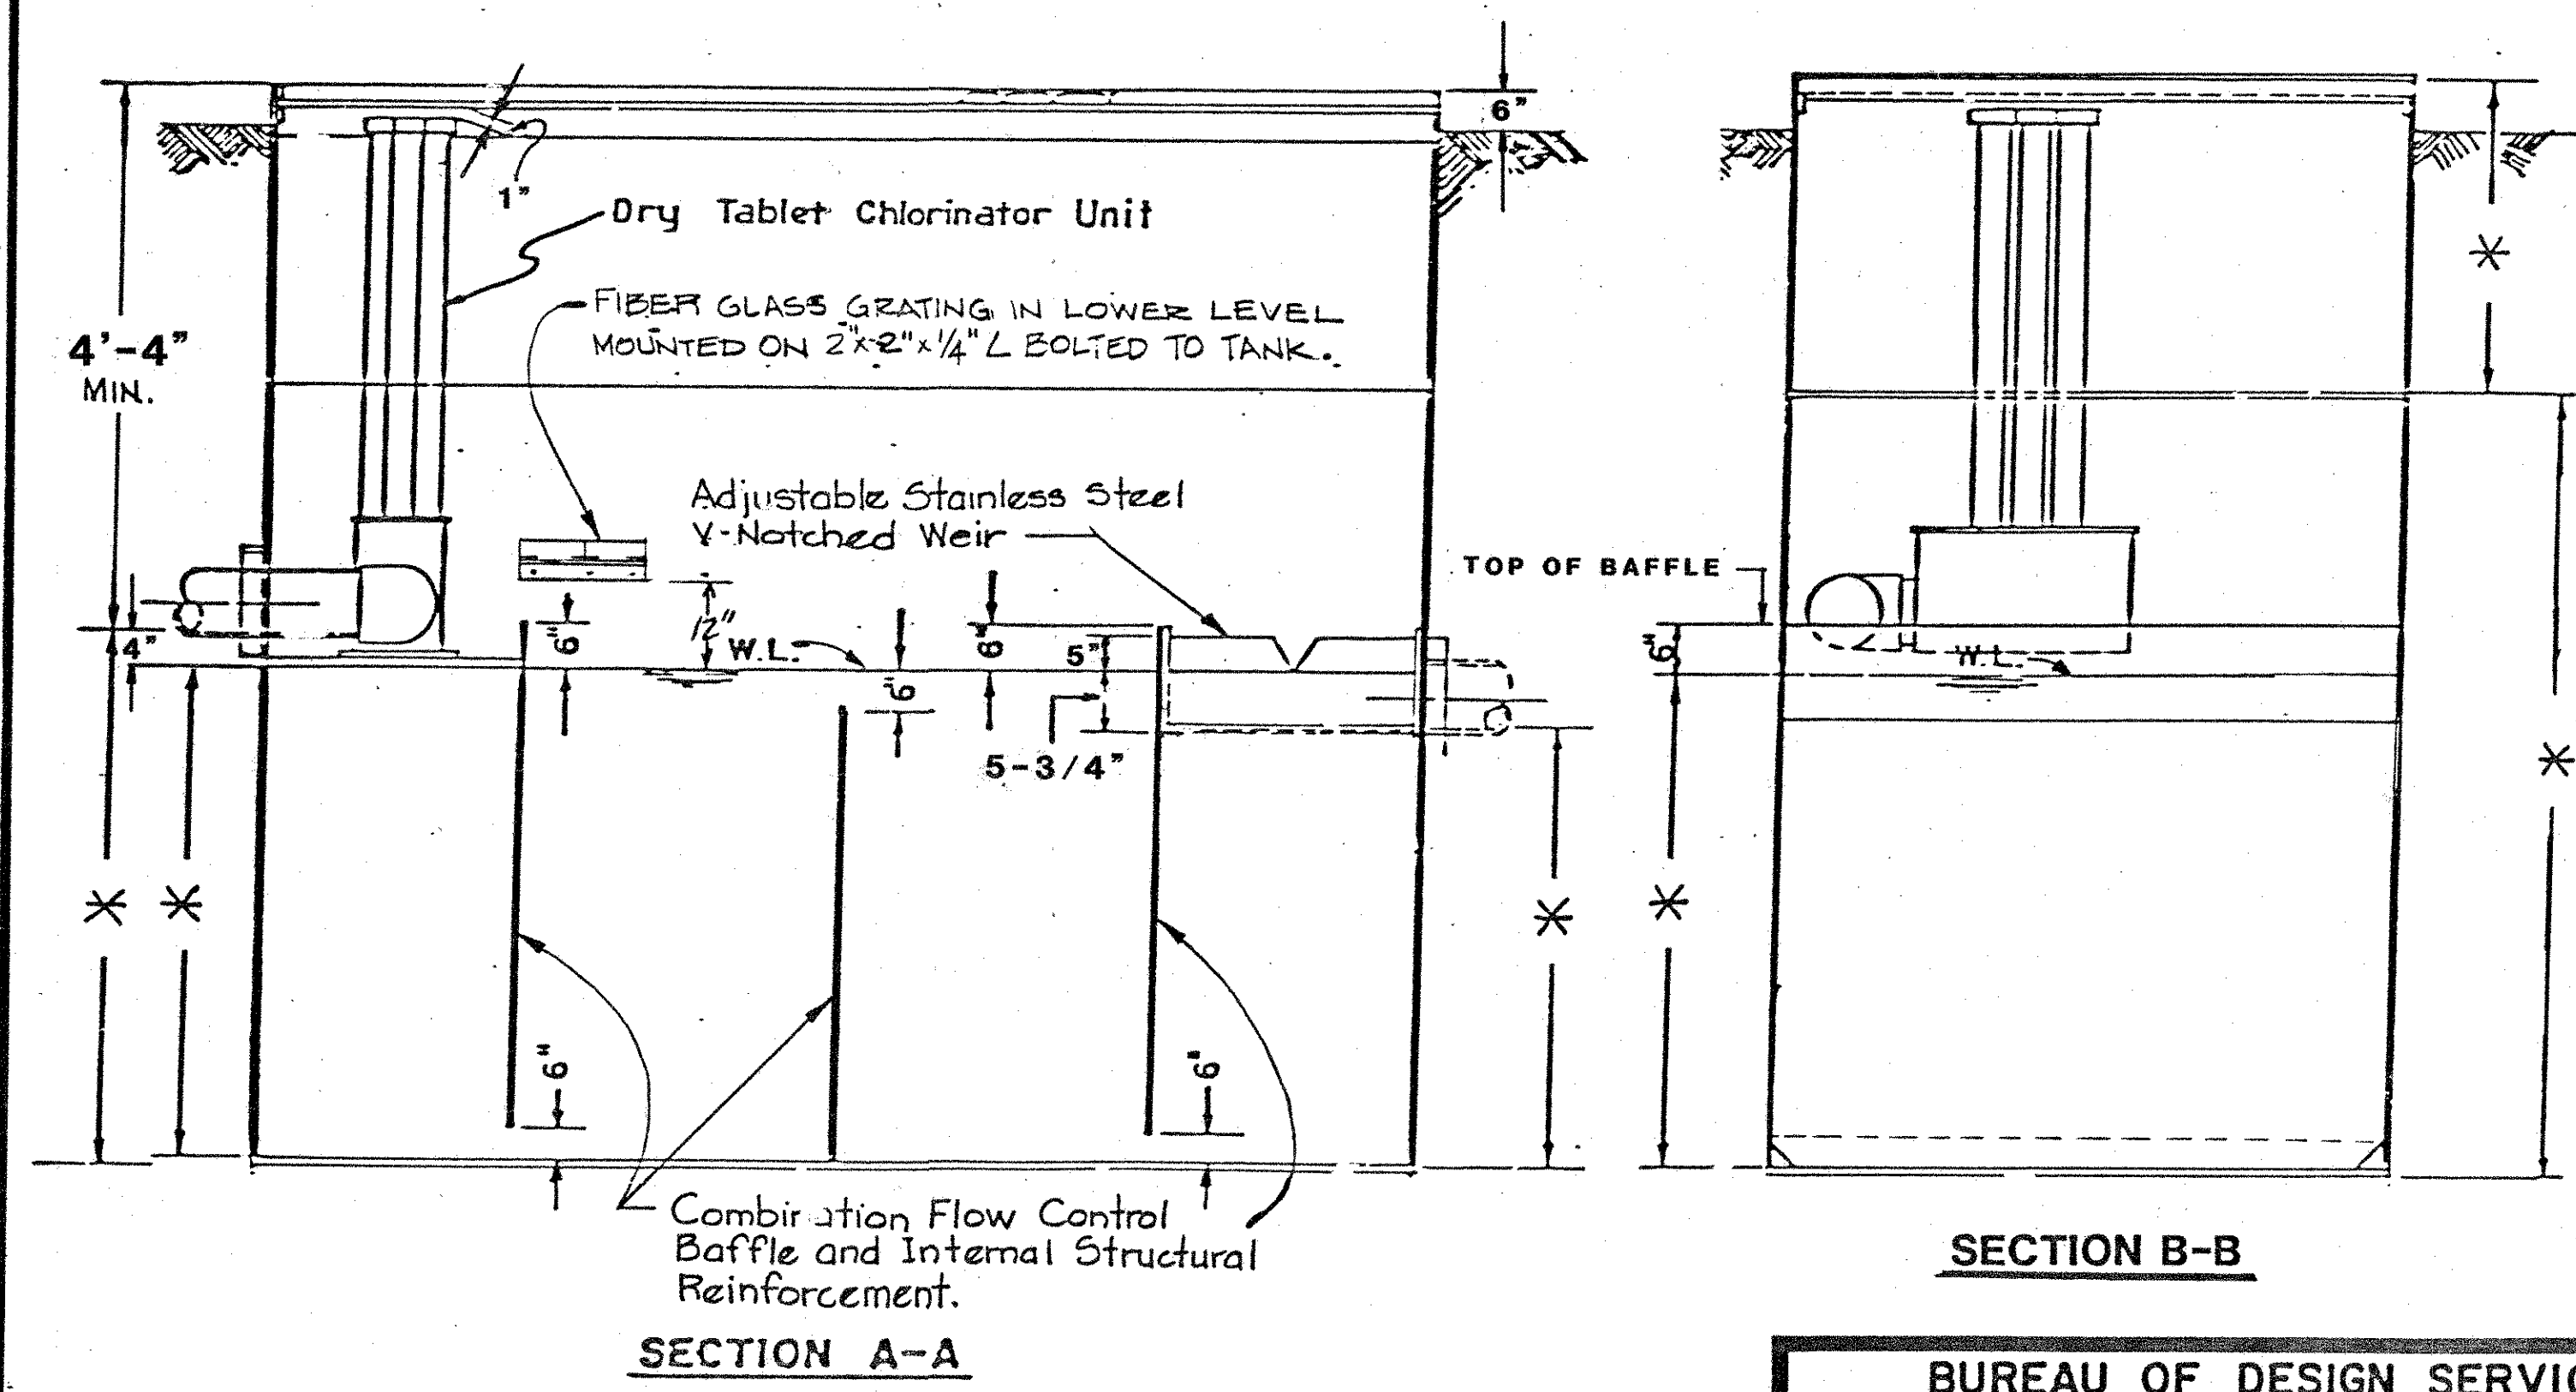 6"
1"
Dry Tablet Chlorinator Unit
FIBER GLASS GRATING IN LOWER LEVEL
MOUNTED ON 2"x2"x1/4" L BOLTED TO TANK.
4'-4"
MIN.
Adjustable Stainless Steel
V-Notched Weir
TOP OF BAFFLE
4"
6"
12"
W.L.
6"
6"
5"
5-3/4"
6"
W.L.
6"
6"
Combination Flow Control
Baffle and Internal Structural
Reinforcement.
SECTION A-A
SECTION B-B
BUREAU OF DESIGN